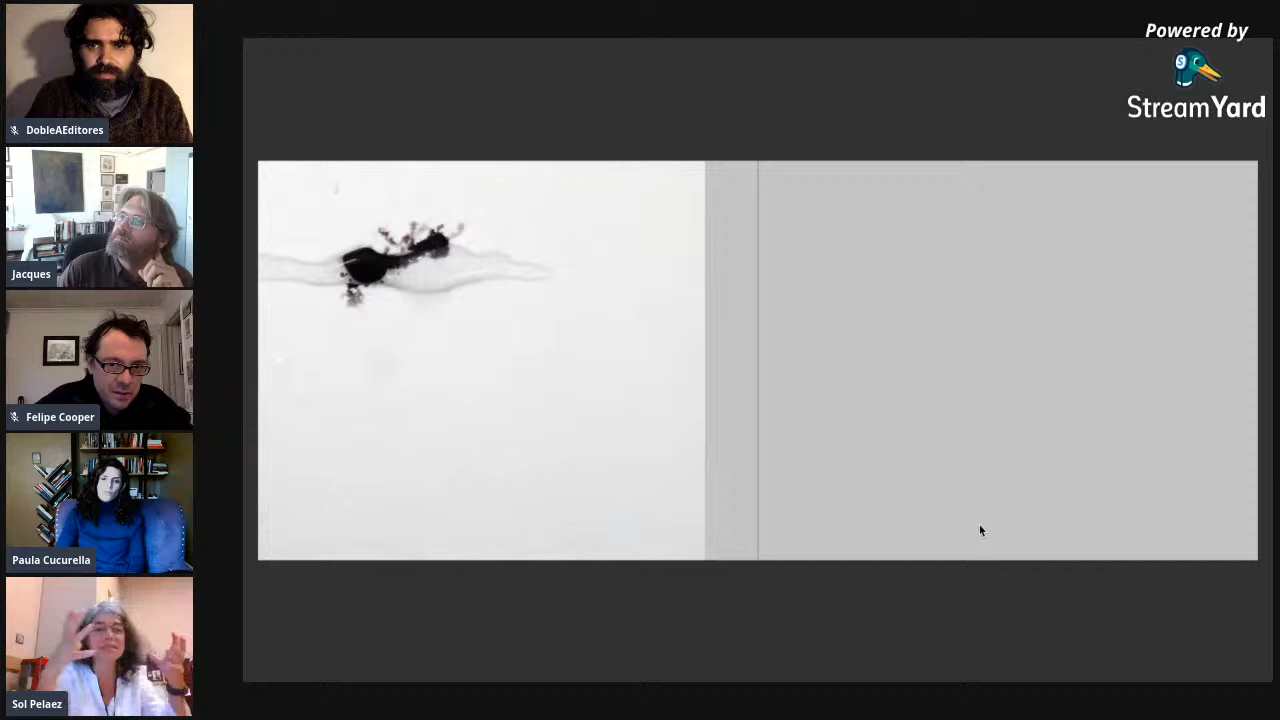 Powered by
StreamYard
DobleAEditores
Jacques
Felipe Cooper
Paula Cucurella
Sol Pelaez